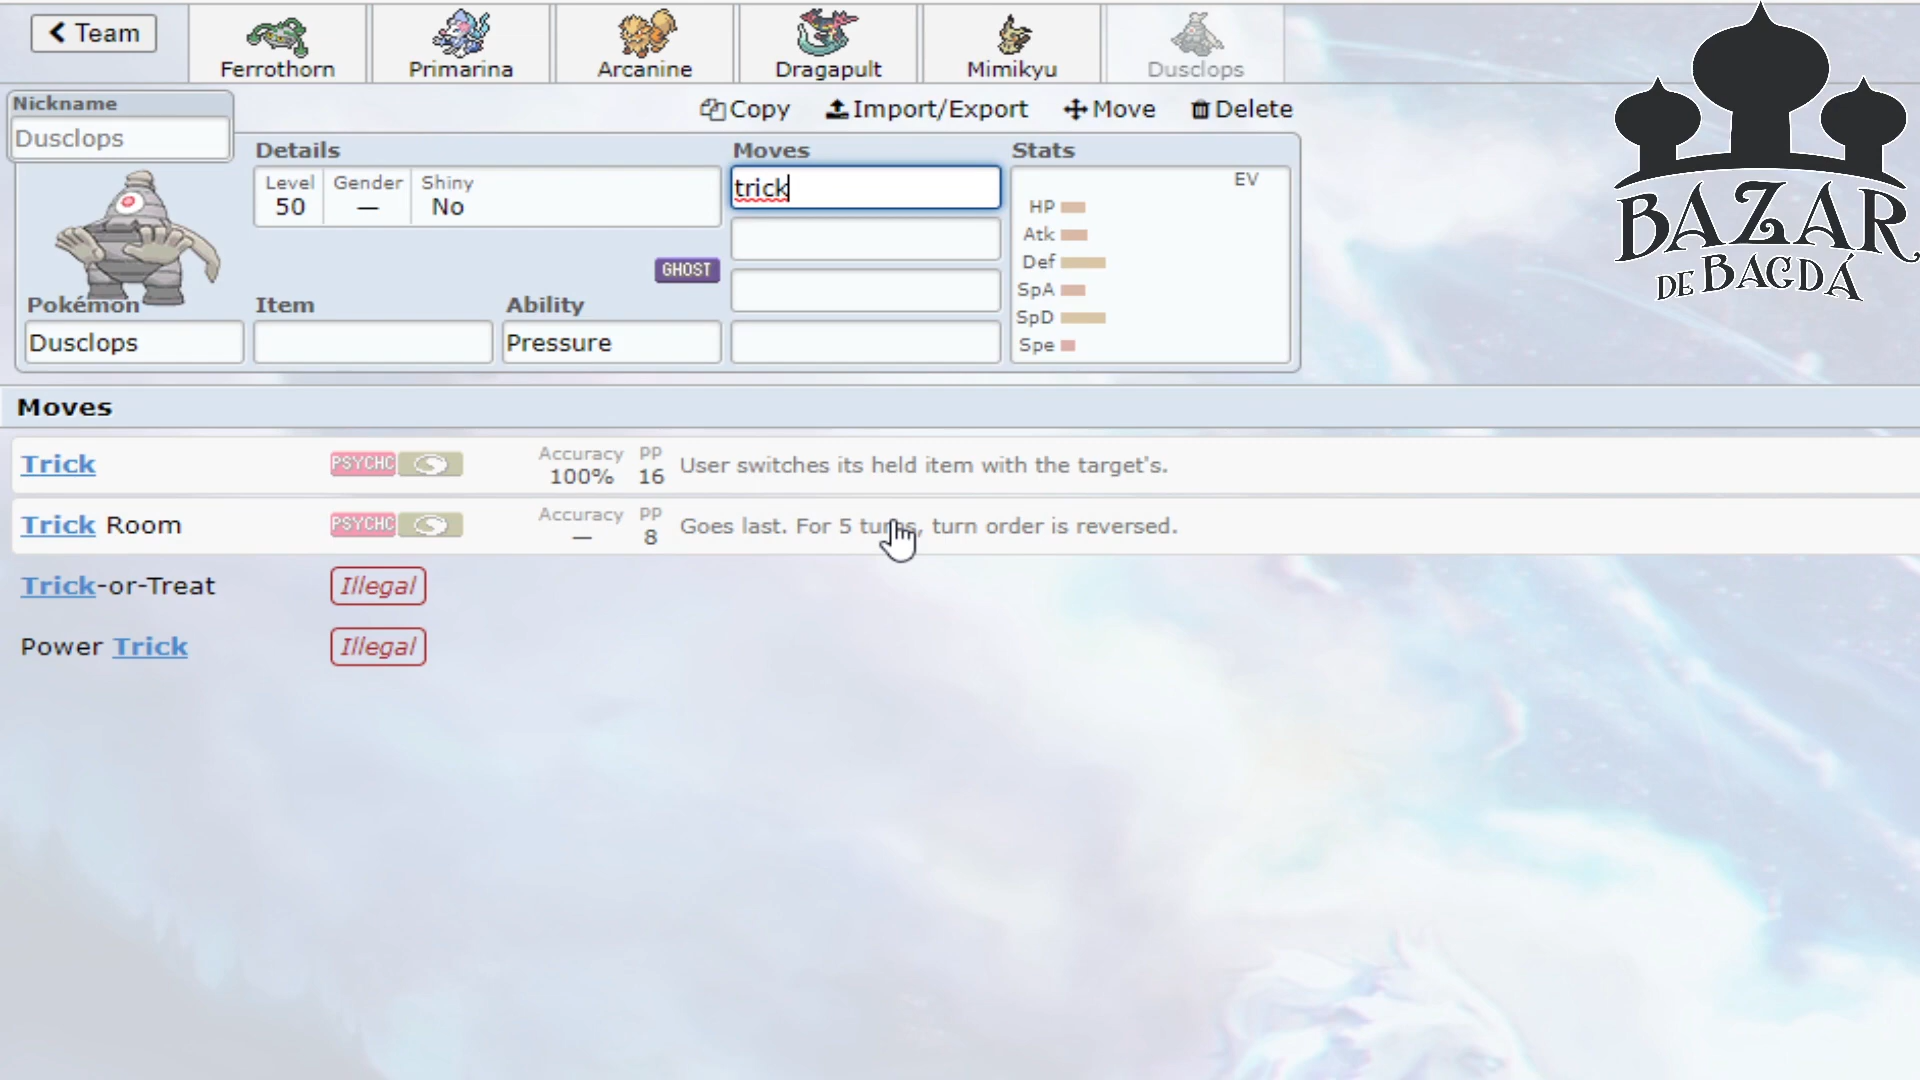 Team
Ferrothorn
Primarina
Arcanine
Dragapult
Mimikyu
Dusclops
Nickname
Dusclops
Copy
Import/Export
Move
Delete
Details
Moves
Stats
Level
Gender
Shiny
50
—
No
trick
EV
HP
Atk
Def
SpA
SpD
Spe
GHOST
Pokémon
Item
Ability
Dusclops
Pressure
BAZAR
DE BAGDÁ
Moves
Trick PSYCHC Accuracy 100% PP 16 User switches its held item with the target's.
Trick Room PSYCHC Accuracy — PP 8 Goes last. For 5 turns, turn order is reversed.
Trick-or-Treat Illegal
Power Trick Illegal